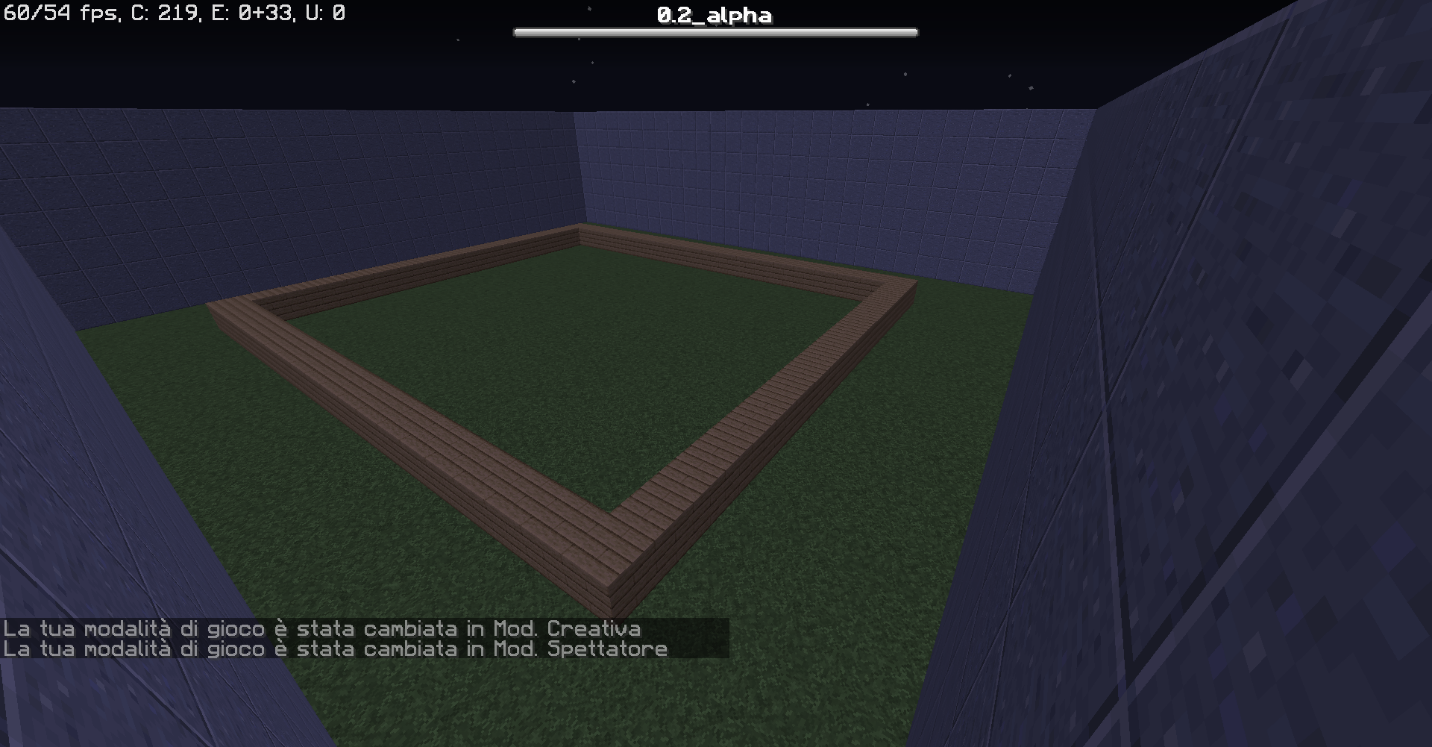 60/54 fps, C: 219, E: 0+33, U: 0
0.2_alpha
La tua modalità di gioco è stata cambiata in Mod. Creativa
La tua modalità di gioco è stata cambiata in Mod. Spettatore